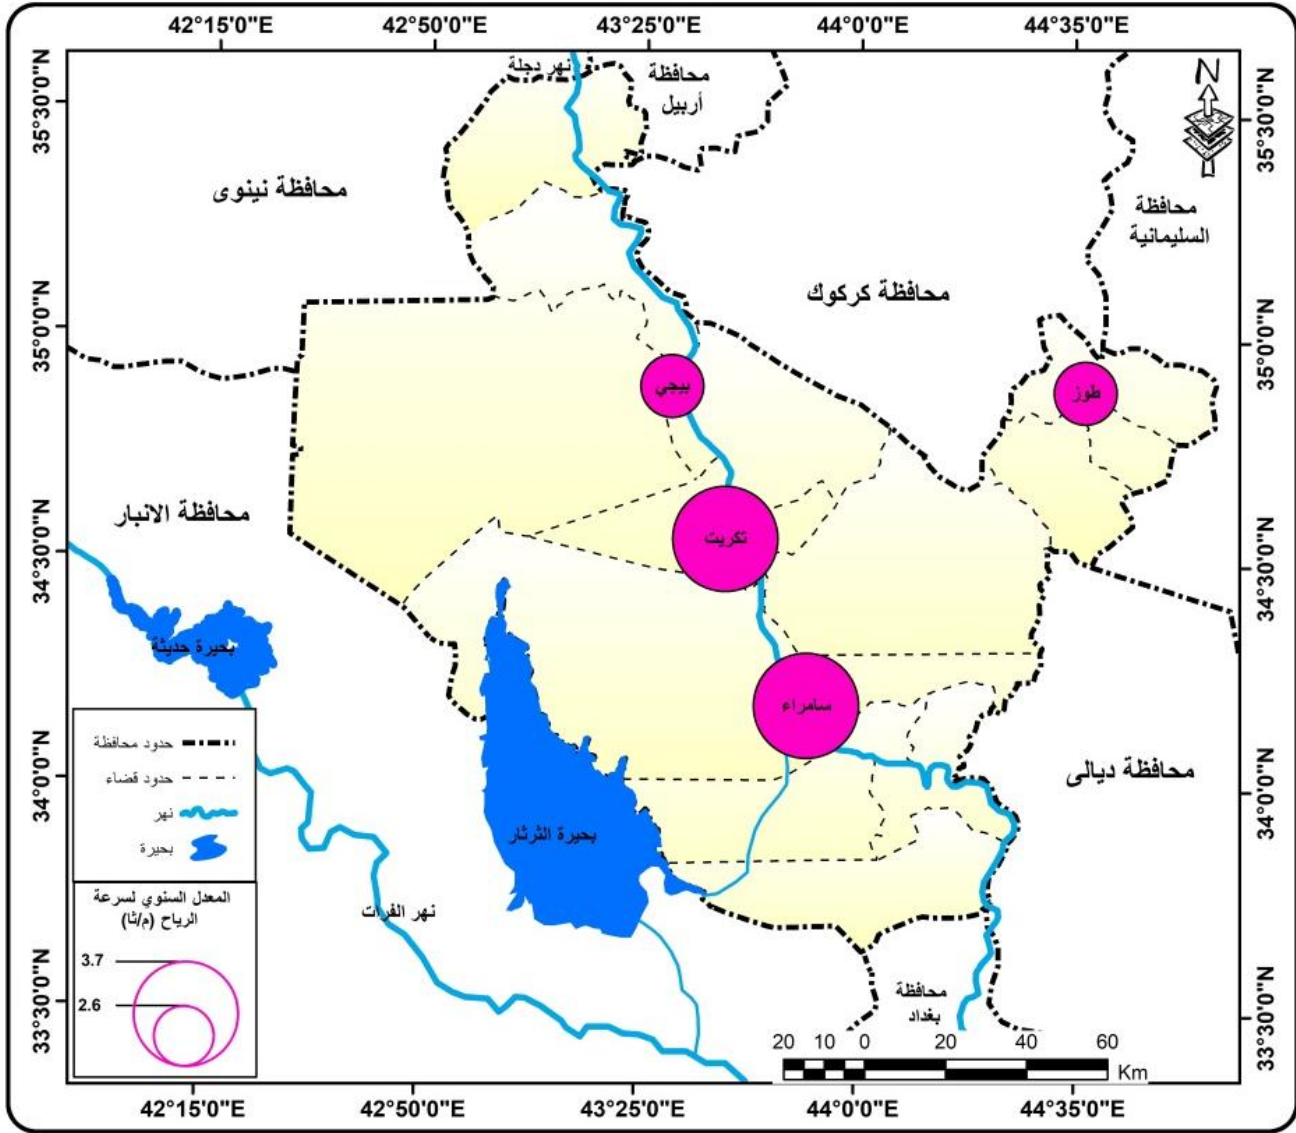 42°15'0"E
42°50'0"E
43°25'0"E
44°0'0"E
44°35'0"E
35°30'0"N
35°0'0"N
34°30'0"N
34°0'0"N
33°30'0"N
35°30'0"N
35°0'0"N
34°30'0"N
34°0'0"N
33°30'0"N
N
نهر دجلة
محافظة
أربيل
محافظة نينوى
محافظة
السليمانية
محافظة كركوك
بيجي
طوز
محافظة الانبار
تكريت
بحيرة حديثة
سامراء
محافظة ديالى
بحيرة الثرثار
نهر الفرات
محافظة
بغداد
حدود محافظة
حدود قضاء
نهر
بحيرة
المعدل السنوي لسرعة
الرياح (م/ثا)
3.7
2.6
20 10 0 20 40 60
Km
42°15'0"E
42°50'0"E
43°25'0"E
44°0'0"E
44°35'0"E